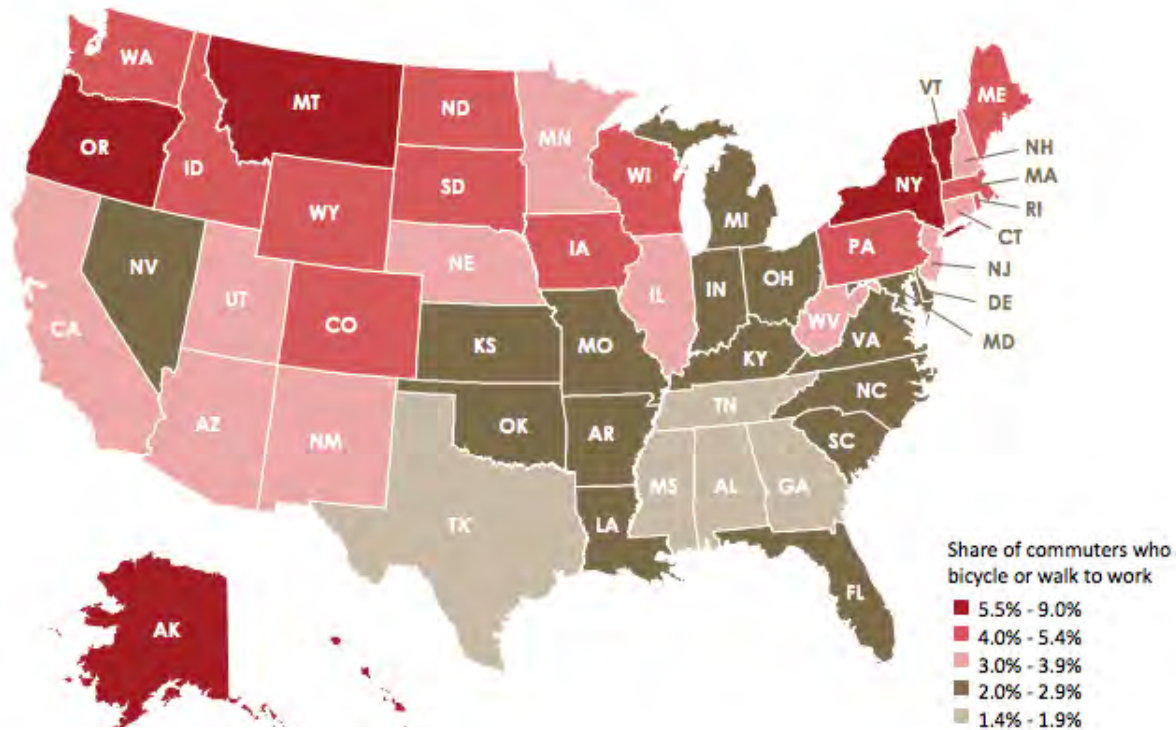 WA
MT
ND
MN
VT
ME
OR
ID
WI
NH
SD
NY
MA
WY
MI
RI
IA
PA
CT
NV
NE
OH
NJ
UT
IL
IN
DE
CA
CO
WV
KS
MO
VA
MD
KY
NC
TN
AZ
OK
AR
NM
SC
MS
AL
GA
TX
LA
Share of commuters who
bicycle or walk to work
FL
5.5% - 9.0%
AK
4.0% - 5.4%
3.0% - 3.9%
2.0% - 2.9%
1.4% - 1.9%